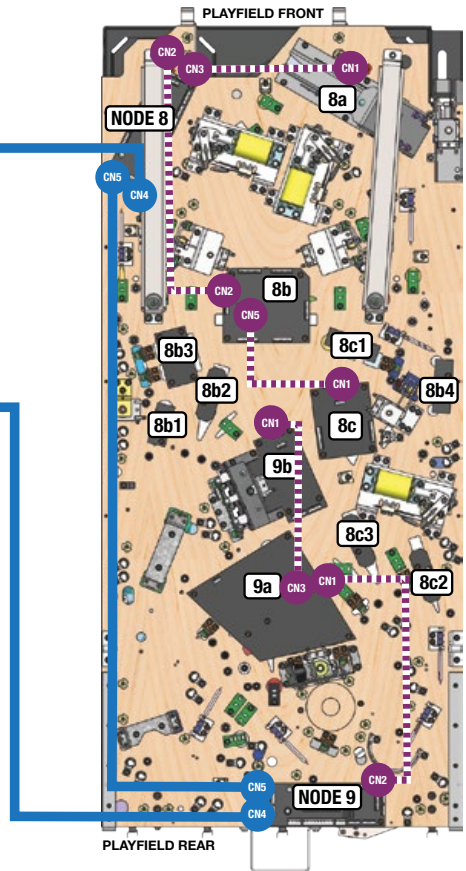 PLAYFIELD FRONT
CN2
CN3
CN1
8a
NODE 8
CN5
CN4
CN2
8b
CN5
8b3
8c1
8b2
CN1
8b4
8b1
CN1
8c
9b
8c3
9a
CN3
CN1
8c2
CN2
CN5
NODE 9
CN4
PLAYFIELD REAR